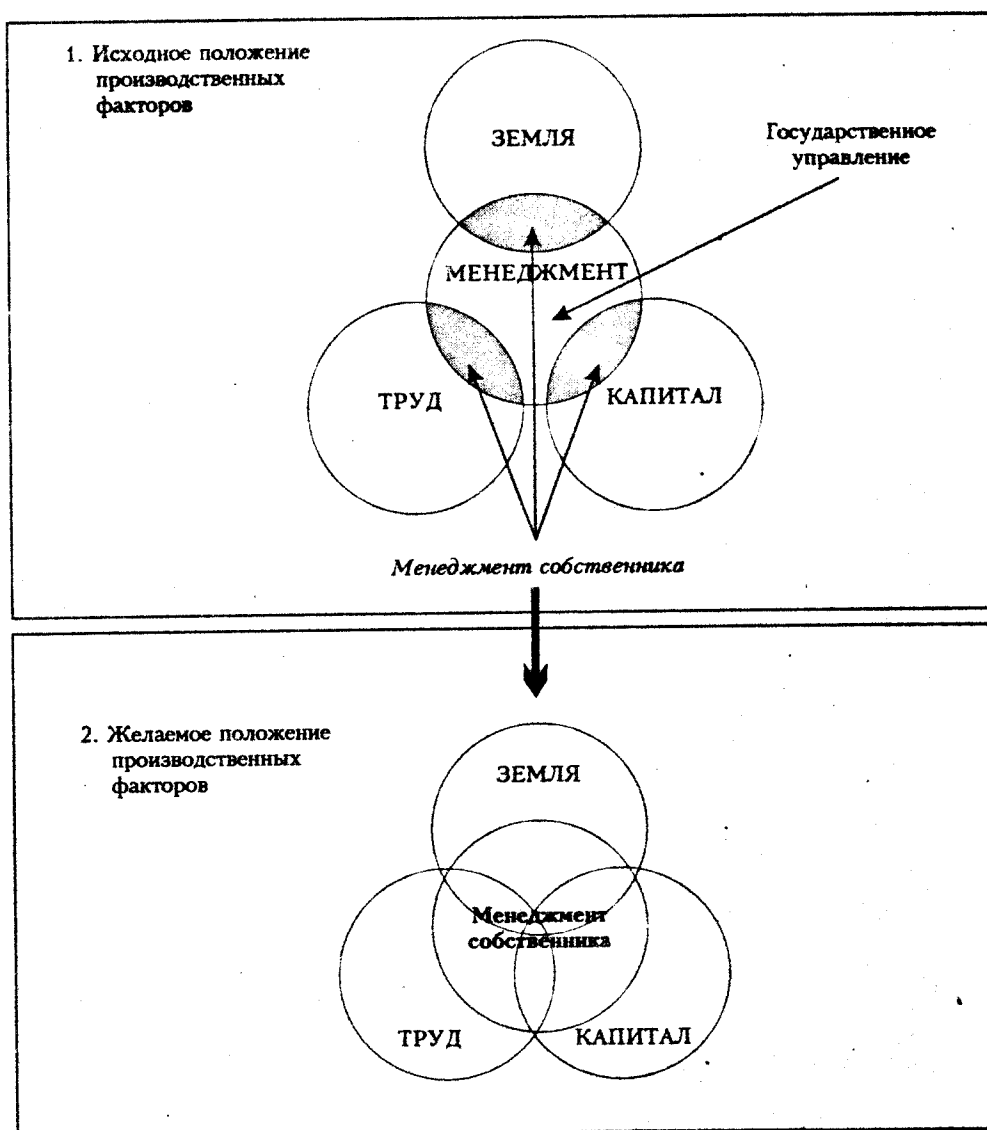 1. Исходное положение
производственных
факторов
ЗЕМЛЯ
Государственное
управление
МЕНЕДЖМЕНТ
ТРУД
КАПИТАЛ
Менеджмент собственника
2. Желаемое положение
производственных
факторов
ЗЕМЛЯ
Менеджмент
собственника
ТРУД
КАПИТАЛ